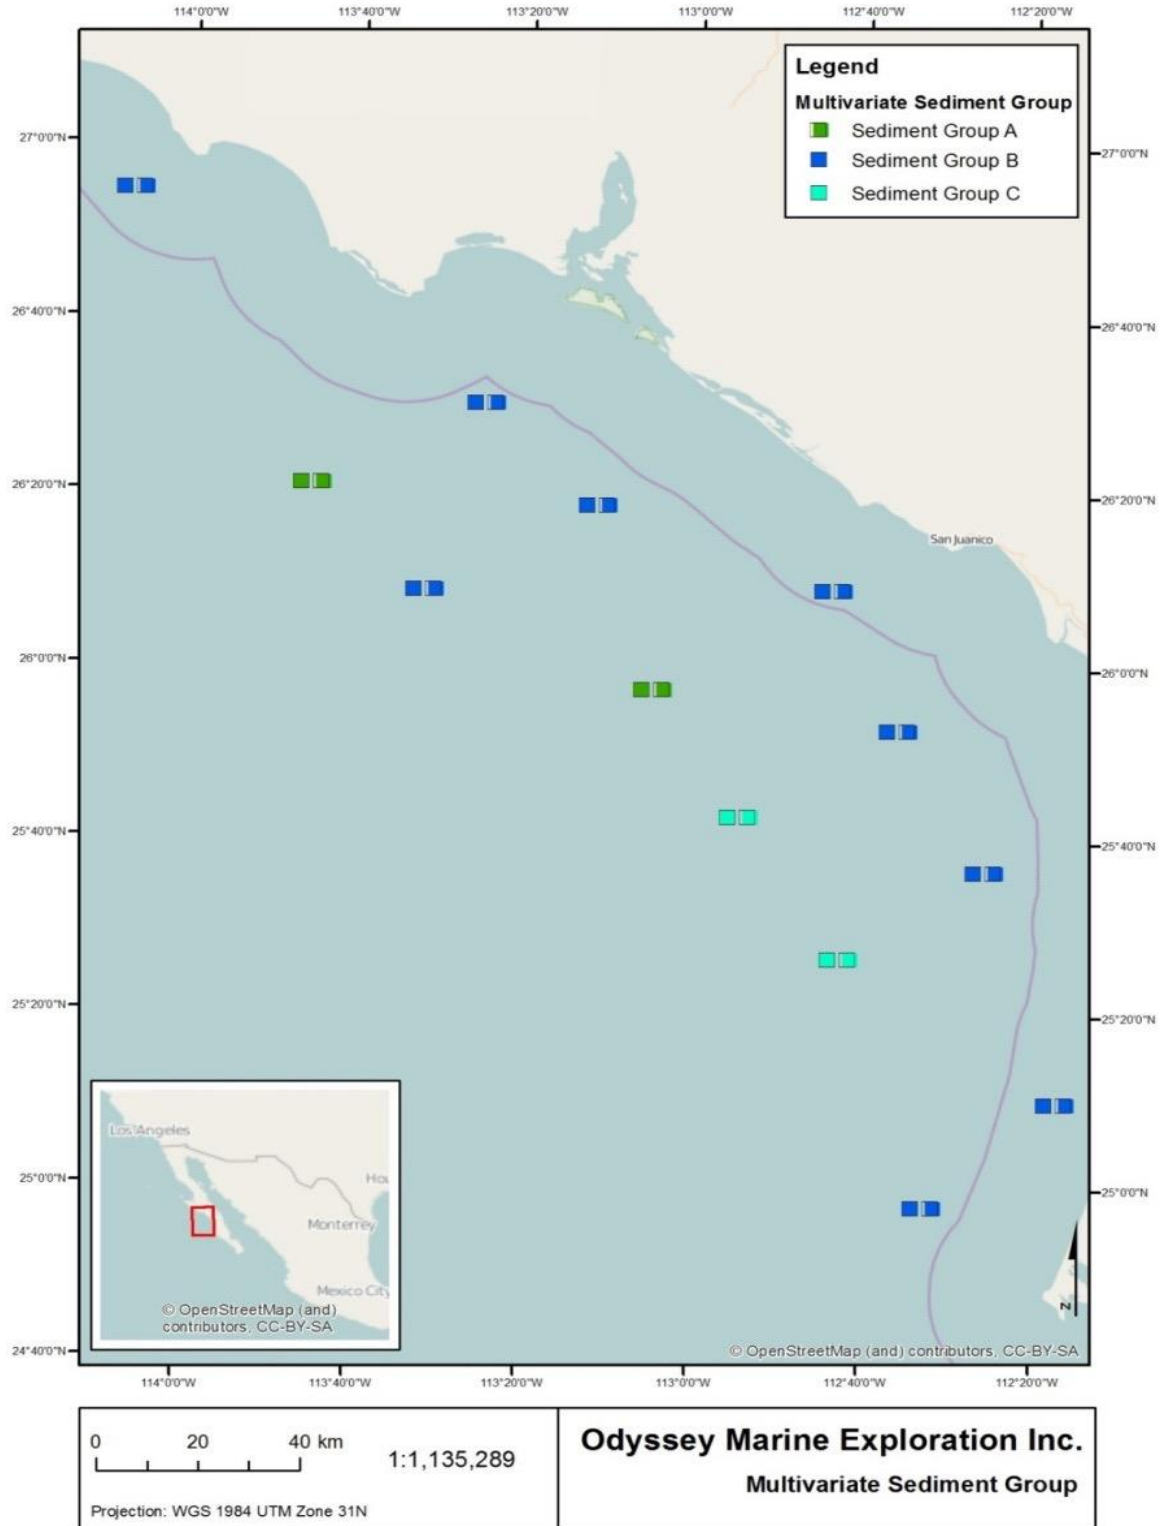 114°0'0"W 113°40'0"W 113°20'0"W 113°0'0"W 112°40'0"W 112°20'0"W
Legend
Multivariate Sediment Group
Sediment Group A
Sediment Group B
Sediment Group C
27°0'0"N
27°0'0"N
26°40'0"N
26°40'0"N
26°20'0"N
26°20'0"N
San Juanico
26°0'0"N
26°0'0"N
25°40'0"N
25°40'0"N
25°20'0"N
25°20'0"N
25°0'0"N
25°0'0"N
24°40'0"N
Los Angeles
Hou
Monterrey
Mexico City
© OpenStreetMap (and)
contributors, CC-BY-SA
N
© OpenStreetMap (and) contributors, CC-BY-SA
114°0'0"W 113°40'0"W 113°20'0"W 113°0'0"W 112°40'0"W 112°20'0"W
0 20 40 km
1:1,135,289
Projection: WGS 1984 UTM Zone 31N
Odyssey Marine Exploration Inc.
Multivariate Sediment Group